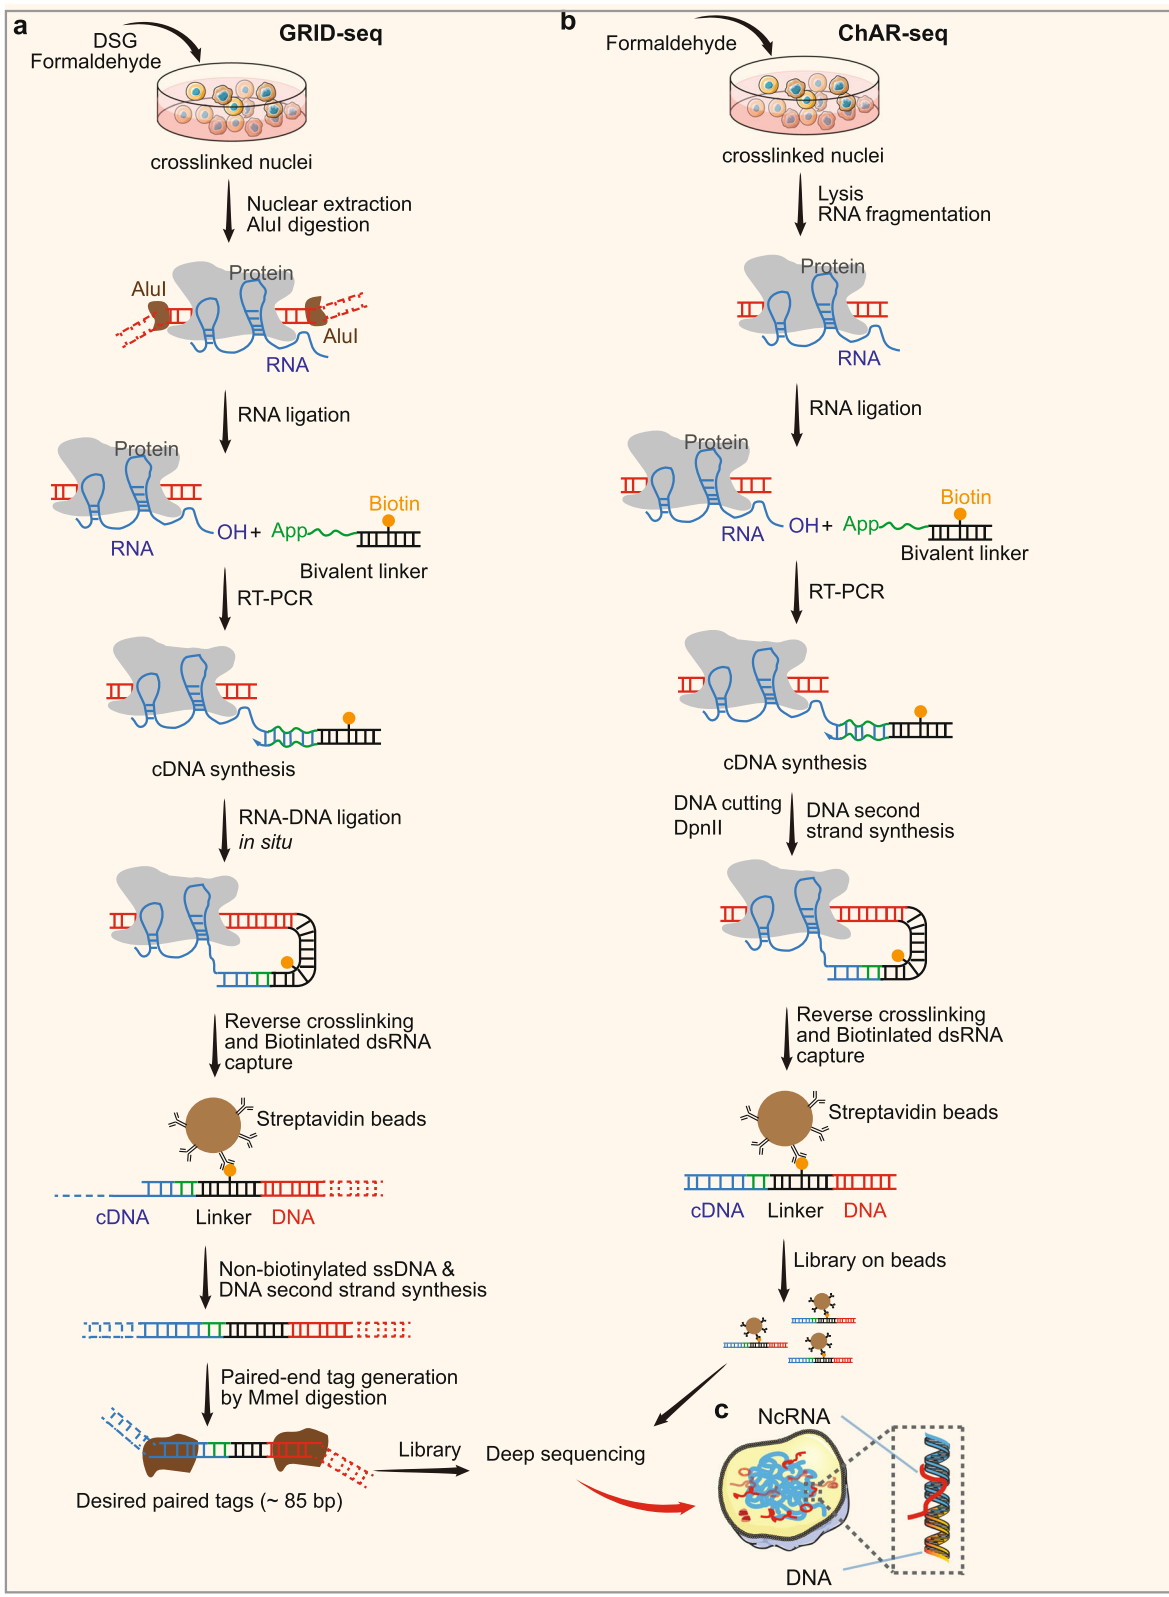 a
GRID-seq
DSG
Formaldehyde
crosslinked nuclei
Nuclear extraction
AluI digestion
Protein
AluI
AluI
RNA
RNA ligation
Protein
Biotin
OH + App
RNA
Bivalent linker
RT-PCR
cDNA synthesis
RNA-DNA ligation
in situ
Reverse crosslinking
and Biotinlated dsRNA
capture
Streptavidin beads
cDNA
Linker
DNA
Non-biotinylated ssDNA &
DNA second strand synthesis
Paired-end tag generation
by MmeI digestion
Desired paired tags (~ 85 bp)
Library
Deep sequencing
b
ChAR-seq
Formaldehyde
crosslinked nuclei
Lysis
RNA fragmentation
Protein
RNA
RNA ligation
Protein
Biotin
OH + App
RNA
Bivalent linker
RT-PCR
cDNA synthesis
DNA cutting
DpnII
DNA second
strand synthesis
Reverse crosslinking
and Biotinlated dsRNA
capture
Streptavidin beads
cDNA
Linker
DNA
Library on beads
c
NcRNA
DNA